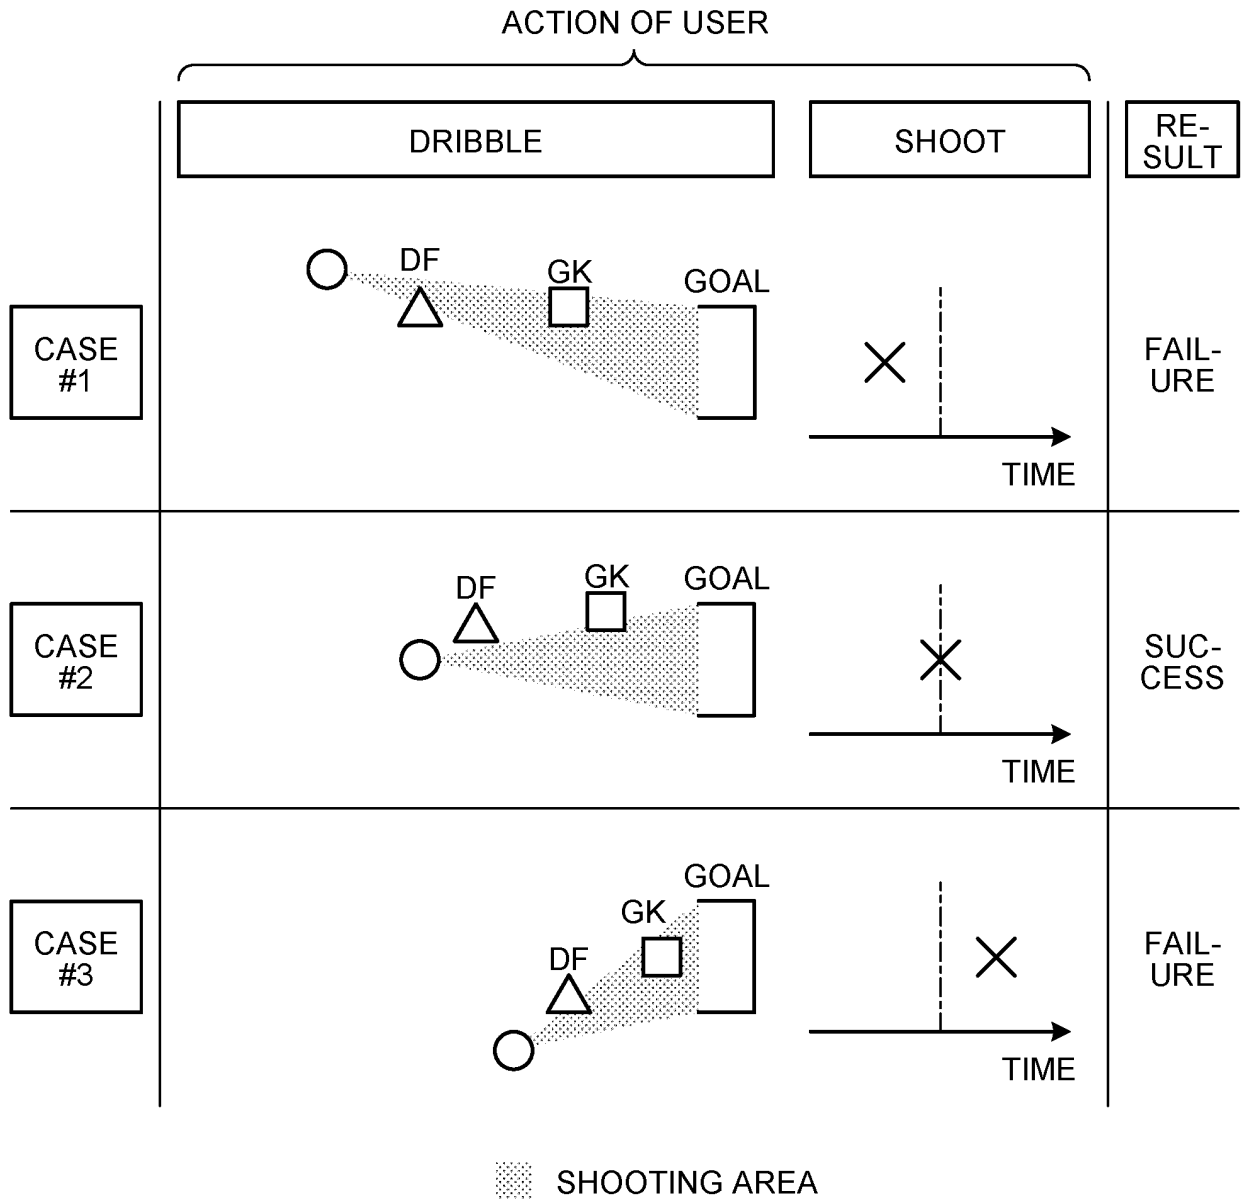 ACTION OF USER
DRIBBLE
SHOOT
RE-
SULT
CASE
#1
DF
GK
GOAL
TIME
FAIL-
URE
CASE
#2
DF
GK
GOAL
TIME
SUC-
CESS
CASE
#3
DF
GK
GOAL
TIME
FAIL-
URE
SHOOTING AREA